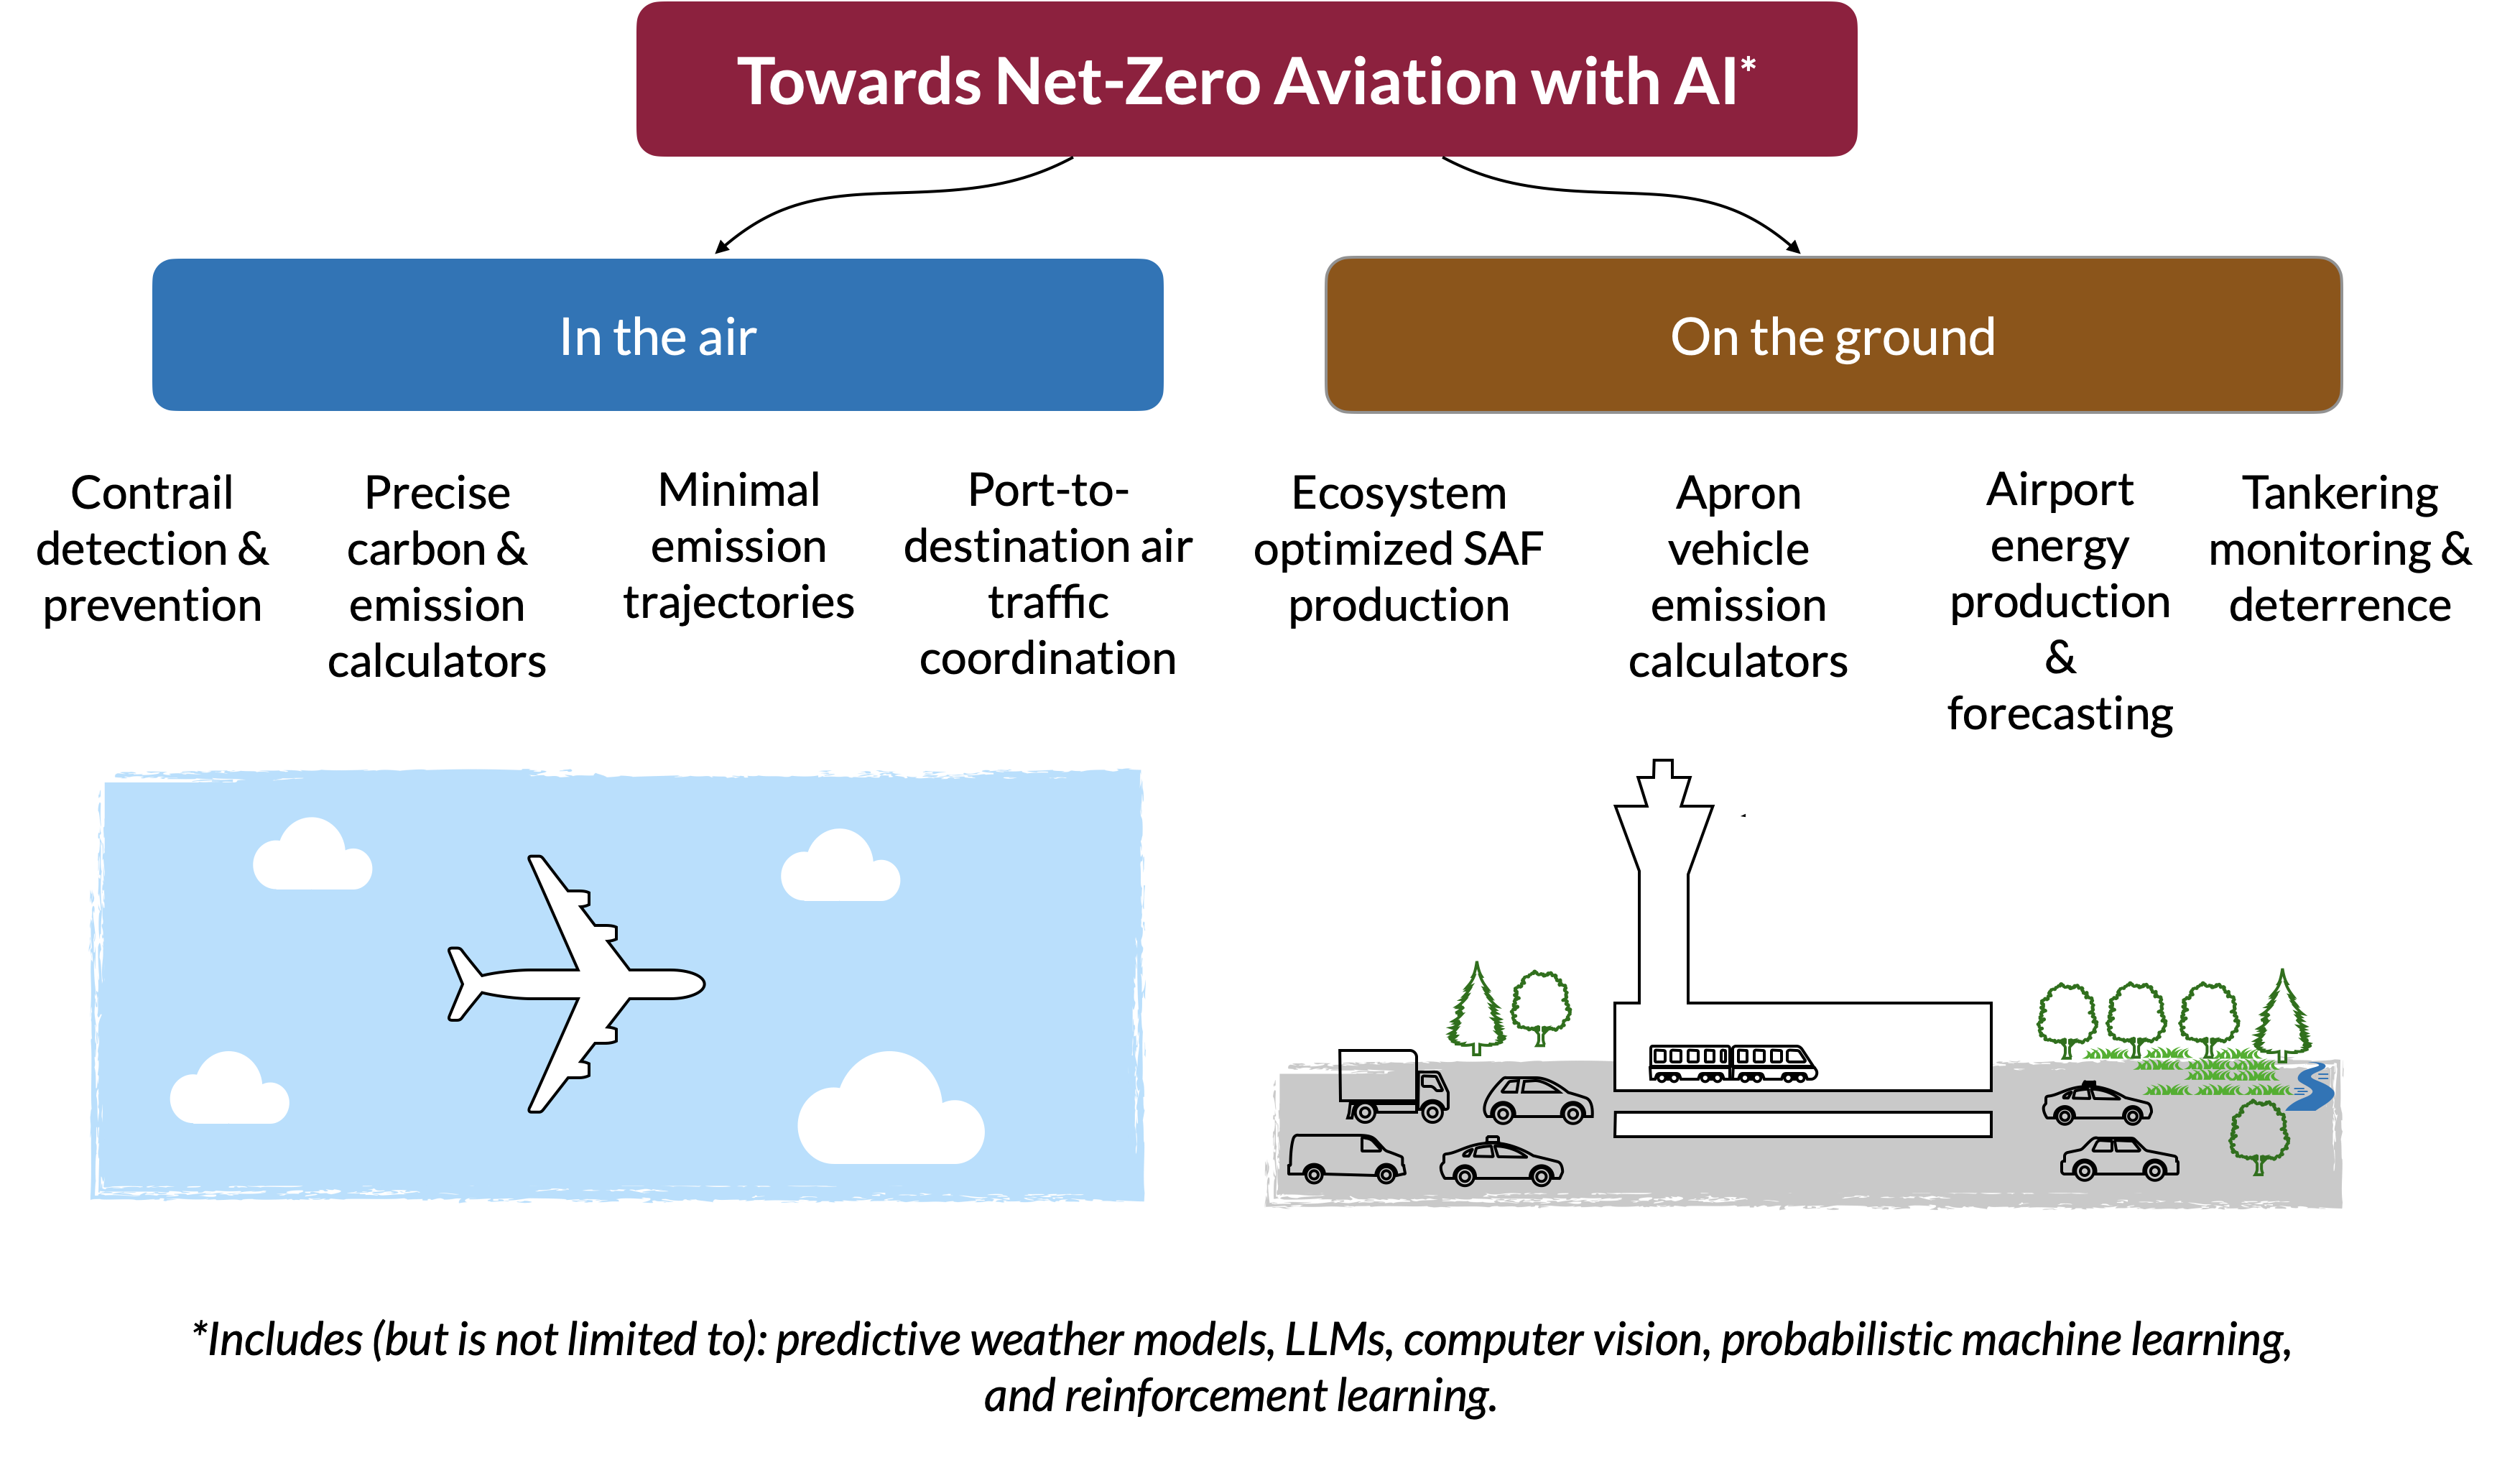 Towards Net-Zero Aviation with AI*
In the air
On the ground
Contrail
detection &
prevention
Precise
carbon &
emission
calculators
Minimal
emission
trajectories
Port-to-
destination air
traffic
coordination
Ecosystem
optimized SAF
production
Apron
vehicle
emission
calculators
Airport
energy
production
&
forecasting
Tankering
monitoring &
deterrence
*Includes (but is not limited to): predictive weather models, LLMs, computer vision, probabilistic machine learning,
and reinforcement learning.